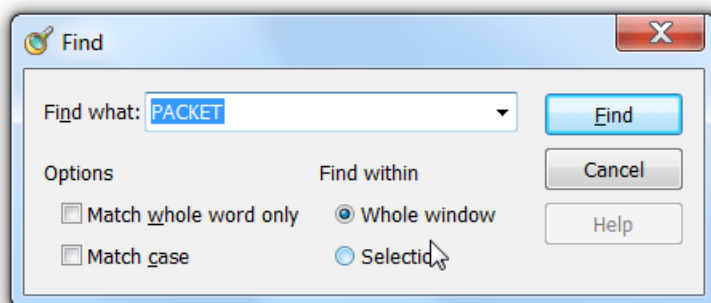 Find
Find what: PACKET
Find
Options
Find within
Cancel
Match whole word only
Whole window
Help
Match case